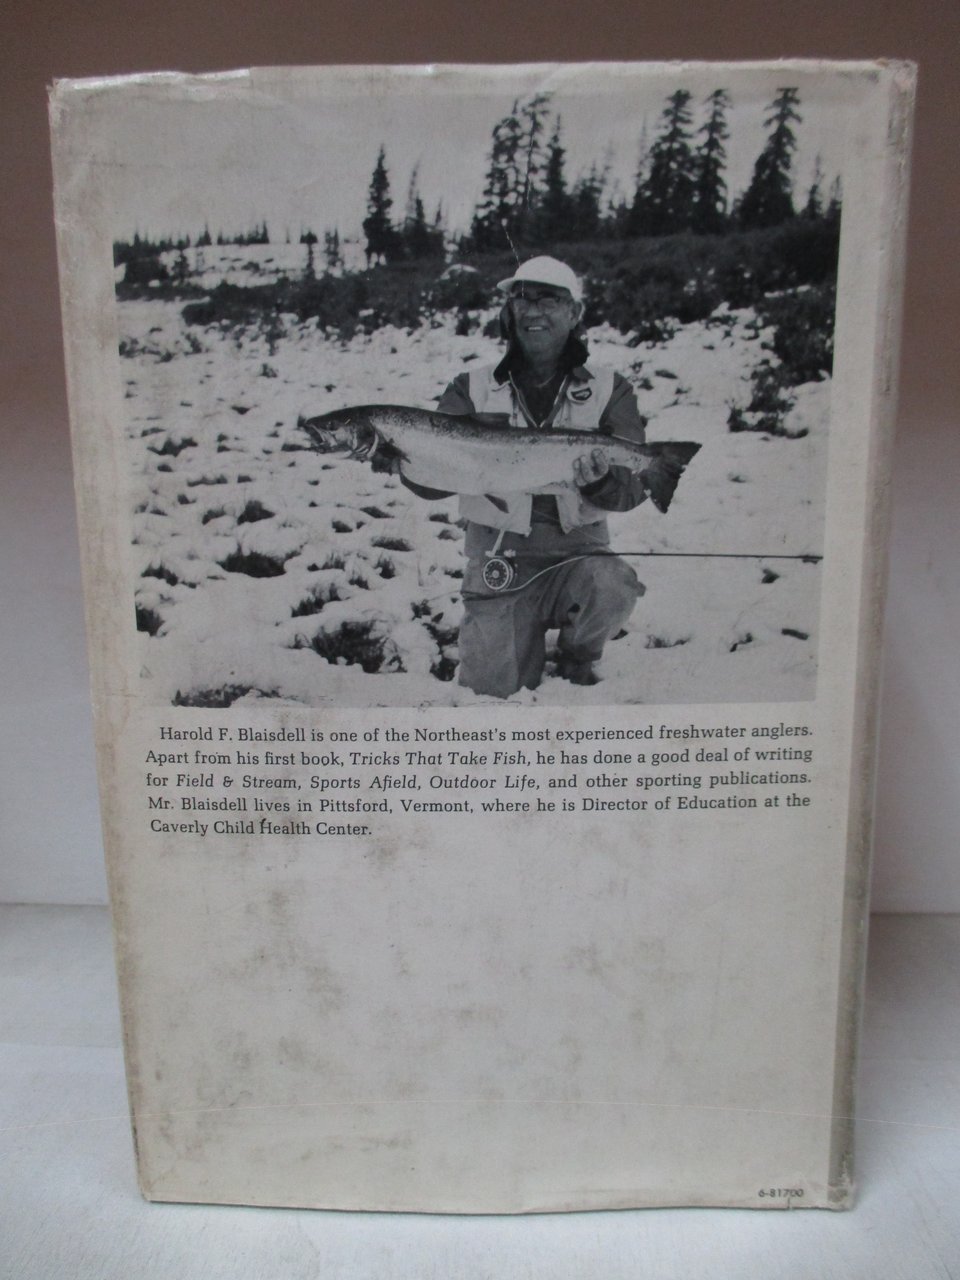 Harold F. Blaisdell is one of the Northeast's most experienced freshwater anglers.
Apart from his first book, Tricks That Take Fish, he has done a good deal of writing
for Field & Stream, Sports Afield, Outdoor Life, and other sporting publications.
Mr. Blaisdell lives in Pittsford, Vermont, where he is Director of Education at the
Caverly Child Health Center.
6-81700